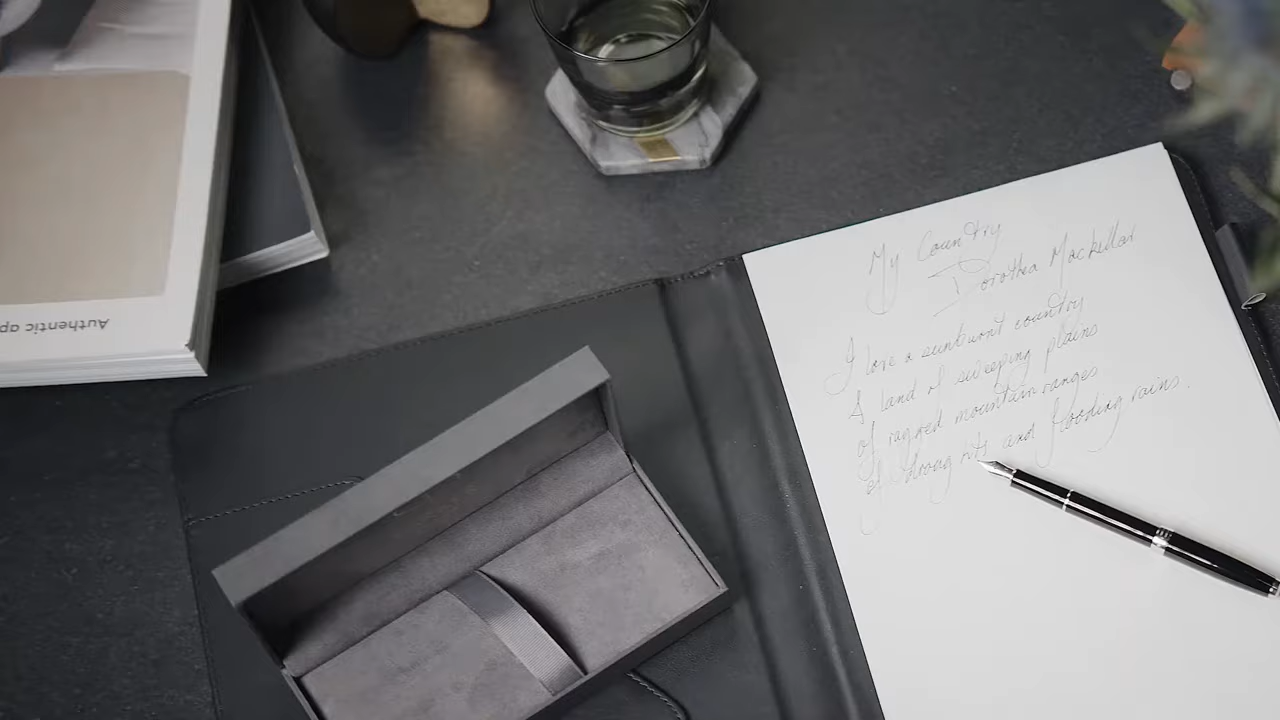 My Country
Dorothea Mackellar
I love a sunburnt country
A land of sweeping plains
of ragged mountain ranges
of droughts and flooding rains.
Authentic ap